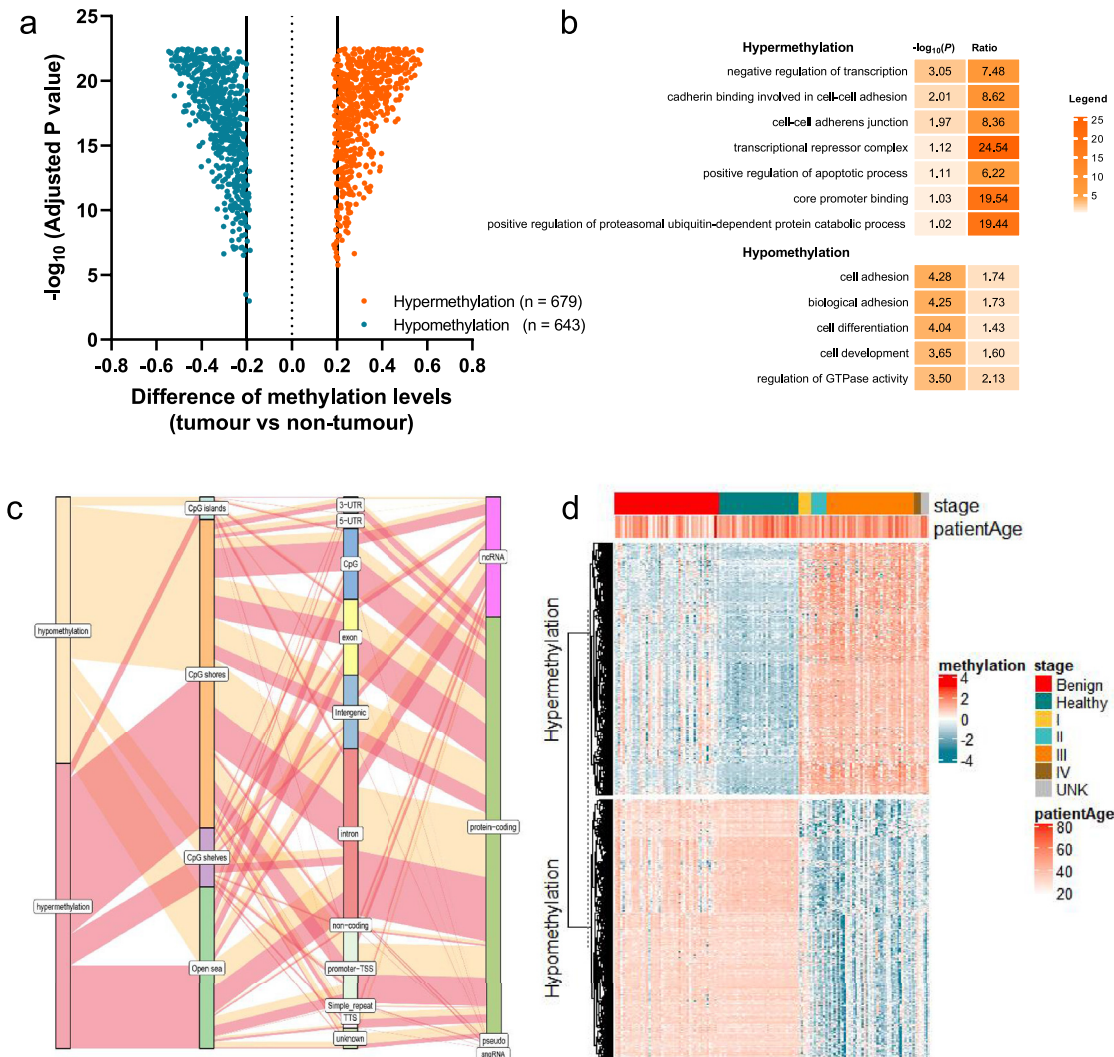 a
25
20
15
10
5
0
-log10 (Adjusted P value)
Hypermethylation (n = 679)
Hypomethylation (n = 643)
-0.8 -0.6 -0.4 -0.2 0.0 0.2 0.4 0.6 0.8
Difference of methylation levels
(tumour vs non-tumour)
b
Hypermethylation -log10(P) Ratio
negative regulation of transcription 3.05 7.48
cadherin binding involved in cell-cell adhesion 2.01 8.62
cell-cell adherens junction 1.97 8.36
transcriptional repressor complex 1.12 24.54
positive regulation of apoptotic process 1.11 6.22
core promoter binding 1.03 19.54
positive regulation of proteasomal ubiquitin-dependent protein catabolic process 1.02 19.44
Hypomethylation
cell adhesion 4.28 1.74
biological adhesion 4.25 1.73
cell differentiation 4.04 1.43
cell development 3.65 1.60
regulation of GTPase activity 3.50 2.13
Legend
25
20
15
10
5
c
hypomethylation
hypermethylation
CpG islands
CpG shores
CpG shelves
Open sea
3-UTR
5-UTR
CpG
exon
Intergenic
intron
non-coding
promoter-TSS
Simple_repeat
TTS
unknown
ncRNA
protein-coding
pseudo
snoRNA
d
stage
patientAge
Hypermethylation
Hypomethylation
methylation
4
2
0
-2
-4
stage
Benign
Healthy
I
II
III
IV
UNK
patientAge
80
60
40
20